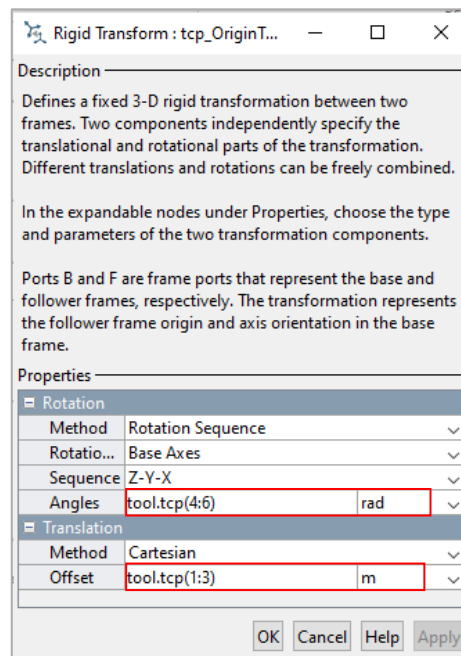 Rigid Transform : tcp_OriginT...
Description
Defines a fixed 3-D rigid transformation between two
frames. Two components independently specify the
translational and rotational parts of the transformation.
Different translations and rotations can be freely combined.
In the expandable nodes under Properties, choose the type
and parameters of the two transformation components.
Ports B and F are frame ports that represent the base and
follower frames, respectively. The transformation represents
the follower frame origin and axis orientation in the base
frame.
Properties
Rotation
Method Rotation Sequence
Rotatio... Base Axes
Sequence Z-Y-X
Angles tool.tcp(4:6) rad
Translation
Method Cartesian
Offset tool.tcp(1:3) m
OK Cancel Help Apply